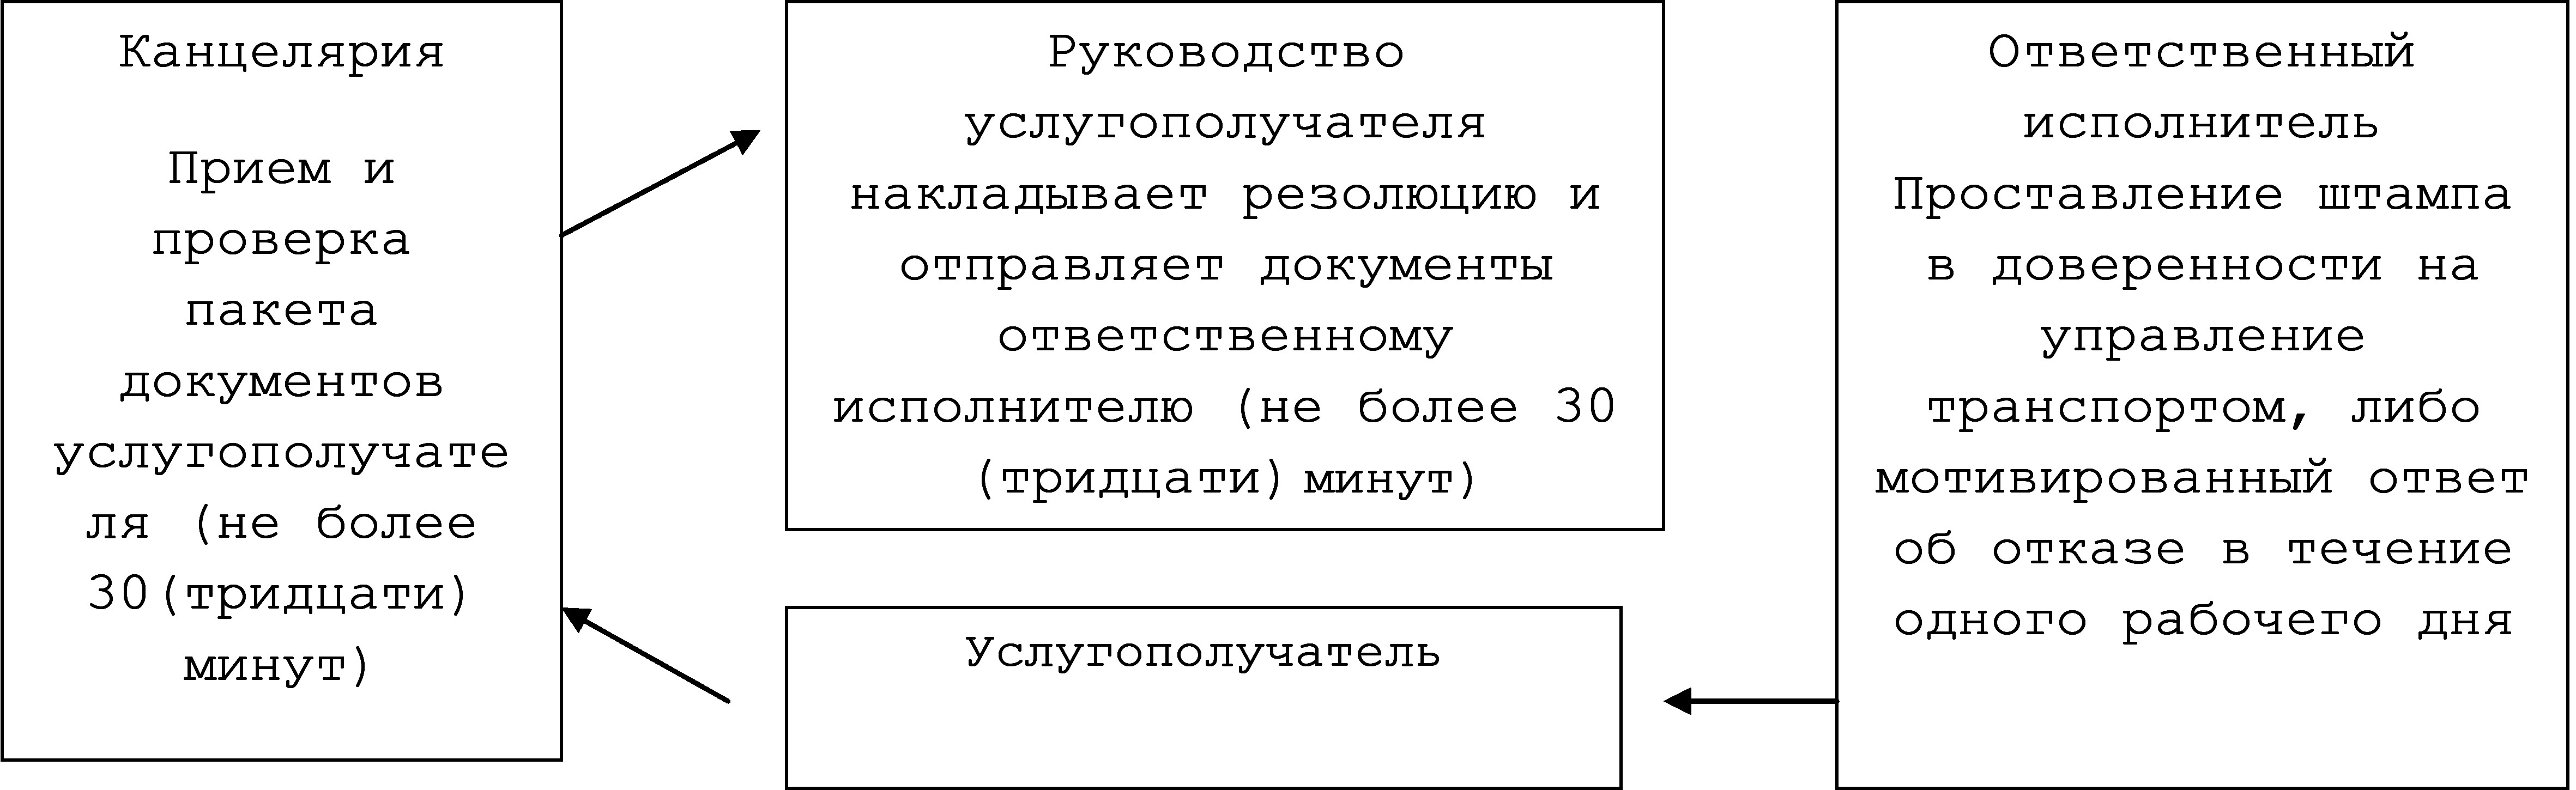 Канцелярия
Прием и
проверка
пакета
документов
услугополучате
ля (не более
30(тридцати)
минут)
Руководство
услугополучателя
накладывает резолюцию и
отправляет документы
ответственному
исполнителю (не более 30
(тридцати) минут)
Услугополучатель
Ответственный
исполнитель
Проставление штампа
в доверенности на
управление
транспортом, либо
мотивированный ответ
об отказе в течение
одного рабочего дня